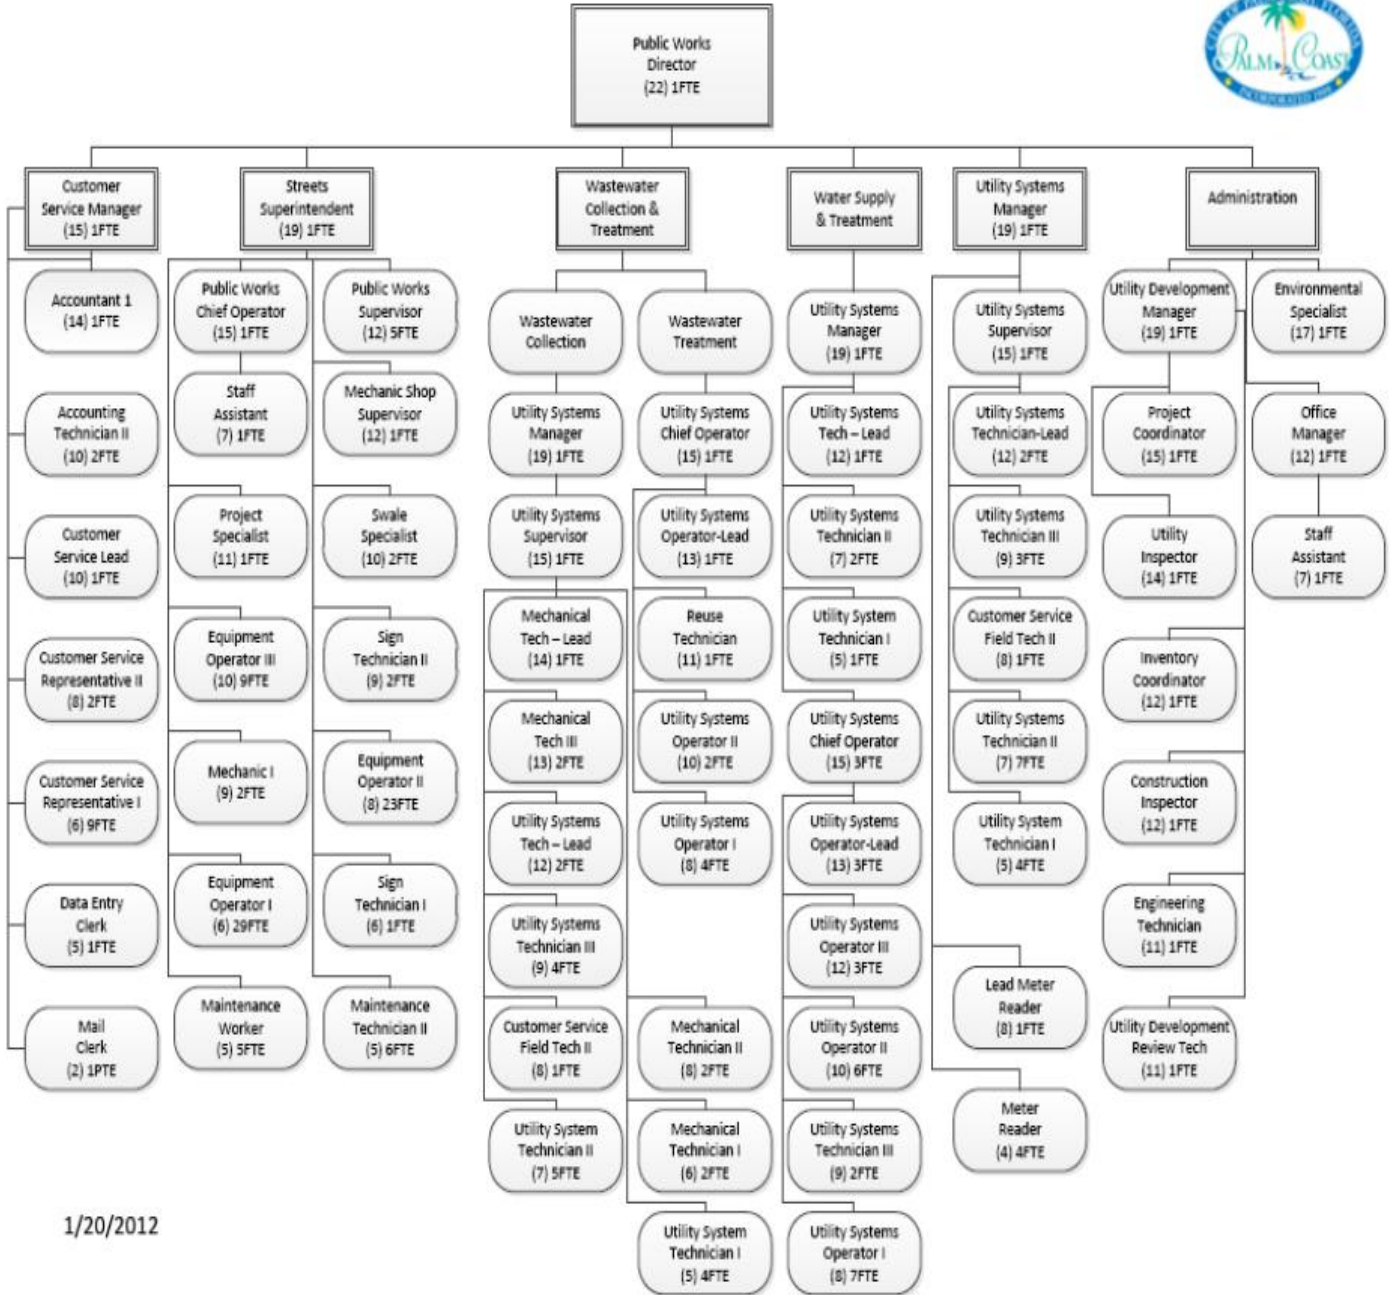 Public Works
Director
(22) 1FTE
PALM COAST
Customer
Service Manager
(15) 1FTE
Streets
Superintendent
(19) 1FTE
Wastewater
Collection &
Treatment
Water Supply
& Treatment
Utility Systems
Manager
(19) 1FTE
Administration
Accountant 1
(14) 1FTE
Accounting
Technician II
(10) 2FTE
Customer
Service Lead
(10) 1FTE
Customer Service
Representative II
(8) 2FTE
Customer Service
Representative I
(6) 9FTE
Data Entry
Clerk
(5) 1FTE
Mail
Clerk
(2) 1PTE
Public Works
Chief Operator
(15) 1FTE
Staff
Assistant
(7) 1FTE
Project
Specialist
(11) 1FTE
Equipment
Operator III
(10) 9FTE
Mechanic I
(9) 2FTE
Equipment
Operator I
(6) 29FTE
Maintenance
Worker
(5) 5FTE
Public Works
Supervisor
(12) 5FTE
Mechanic Shop
Supervisor
(12) 1FTE
Swale
Specialist
(10) 2FTE
Sign
Technician II
(9) 2FTE
Equipment
Operator II
(8) 23FTE
Sign
Technician I
(6) 1FTE
Maintenance
Technician II
(5) 6FTE
Wastewater
Collection
Utility Systems
Manager
(19) 1FTE
Utility Systems
Supervisor
(15) 1FTE
Mechanical
Tech – Lead
(14) 1FTE
Mechanical
Tech III
(13) 2FTE
Utility Systems
Tech – Lead
(12) 2FTE
Utility Systems
Technician III
(9) 4FTE
Customer Service
Field Tech II
(8) 1FTE
Utility System
Technician II
(7) 5FTE
Wastewater
Treatment
Utility Systems
Chief Operator
(15) 1FTE
Utility Systems
Operator-Lead
(13) 1FTE
Reuse
Technician
(11) 1FTE
Utility Systems
Operator II
(10) 2FTE
Utility Systems
Operator I
(8) 4FTE
Mechanical
Technician II
(8) 2FTE
Mechanical
Technician I
(6) 2FTE
Utility System
Technician I
(5) 4FTE
Utility Systems
Manager
(19) 1FTE
Utility Systems
Tech – Lead
(12) 1FTE
Utility Systems
Technician II
(7) 2FTE
Utility System
Technician I
(5) 1FTE
Utility Systems
Chief Operator
(15) 3FTE
Utility Systems
Operator-Lead
(13) 3FTE
Utility Systems
Operator III
(12) 3FTE
Utility Systems
Operator II
(10) 6FTE
Utility Systems
Technician III
(9) 2FTE
Utility Systems
Operator I
(8) 7FTE
Utility Systems
Supervisor
(15) 1FTE
Utility Systems
Technician-Lead
(12) 2FTE
Utility Systems
Technician III
(9) 3FTE
Customer Service
Field Tech II
(8) 1FTE
Utility Systems
Technician II
(7) 7FTE
Utility System
Technician I
(5) 4FTE
Lead Meter
Reader
(8) 1FTE
Meter
Reader
(4) 4FTE
Utility Development
Manager
(19) 1FTE
Project
Coordinator
(15) 1FTE
Utility
Inspector
(14) 1FTE
Inventory
Coordinator
(12) 1FTE
Construction
Inspector
(12) 1FTE
Engineering
Technician
(11) 1FTE
Utility Development
Review Tech
(11) 1FTE
Environmental
Specialist
(17) 1FTE
Office
Manager
(12) 1FTE
Staff
Assistant
(7) 1FTE
1/20/2012